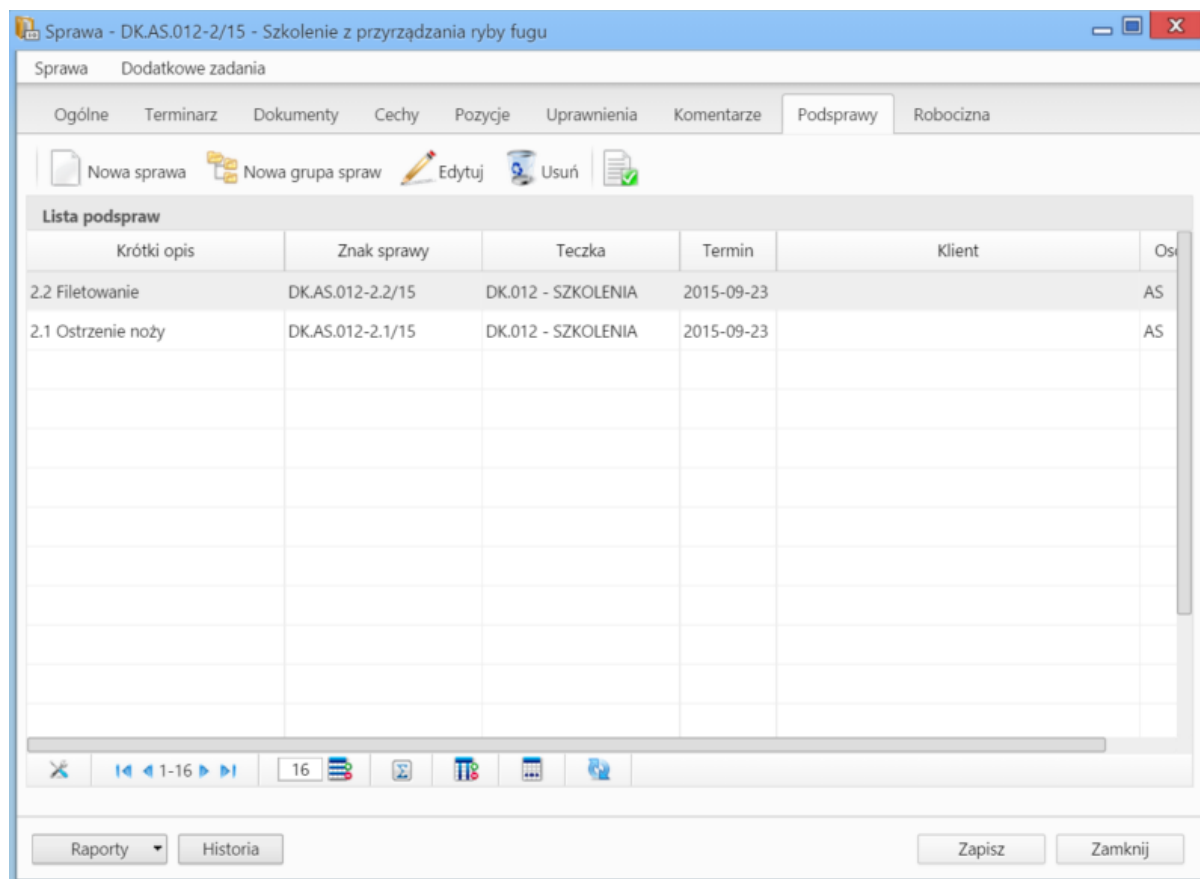 Sprawa - DK.AS.012-2/15 - Szkolenie z przyrządzania ryby fugu
Sprawa Dodatkowe zadania
Ogólne Terminarz Dokumenty Cechy Pozycje Uprawnienia Komentarze Podsprawy Robocizna
Nowa sprawa Nowa grupa spraw Edytuj Usuń
Lista podspraw
Krótki opis Znak sprawy Teczka Termin Klient Oso
2.2 Filetowanie DK.AS.012-2.2/15 DK.012 - SZKOLENIA 2015-09-23 AS
2.1 Ostrzenie noży DK.AS.012-2.1/15 DK.012 - SZKOLENIA 2015-09-23 AS
1-16 16
Raporty Historia Zapisz Zamknij